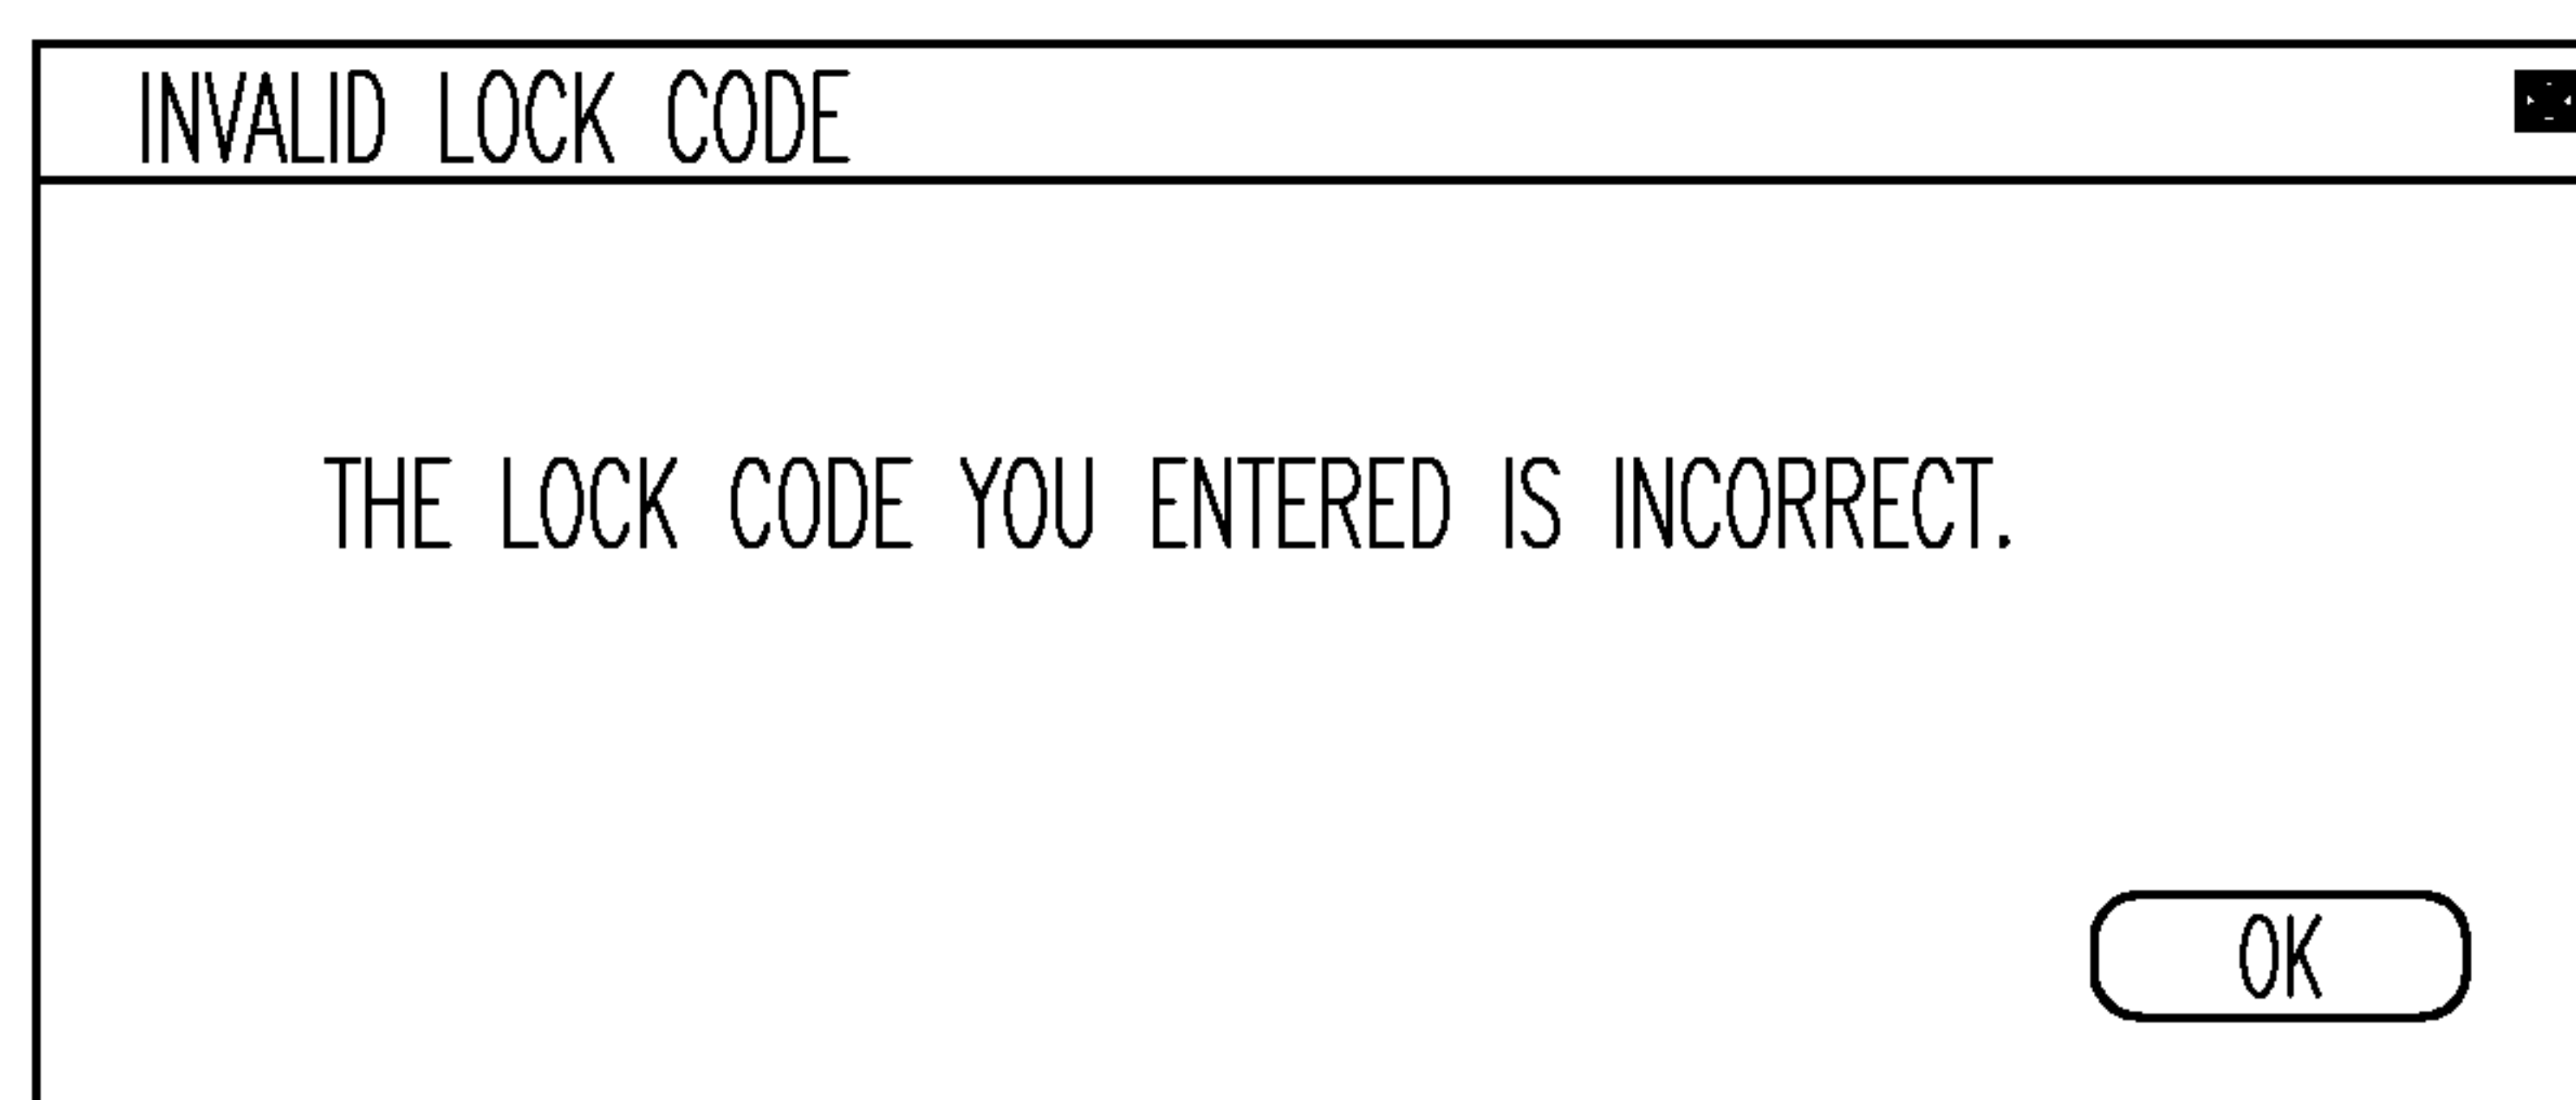 INVALID LOCK CODE
THE LOCK CODE YOU ENTERED IS INCORRECT.
OK